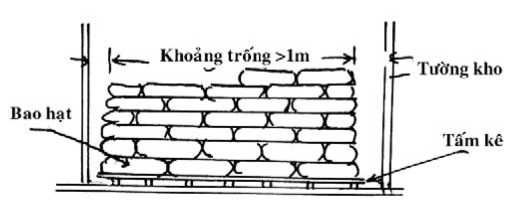 Khoảng trống >1m
Tường kho
Bao hạt
Tấm kê